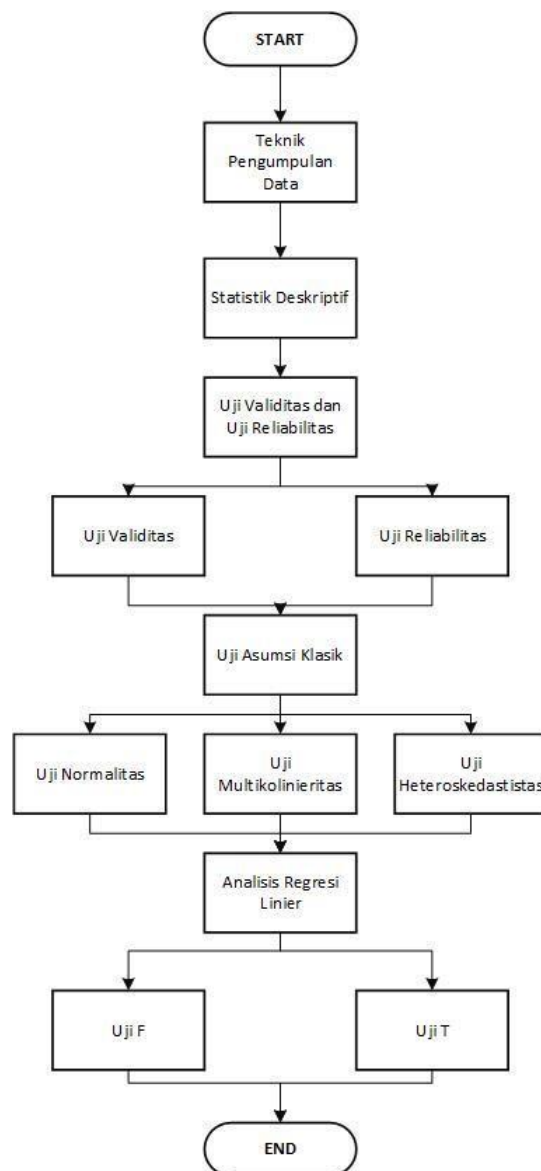 START
Teknik
Pengumpulan
Data
Statistik Deskriptif
Uji Validitas dan
Uji Reliabilitas
Uji Validitas
Uji Reliabilitas
Uji Asumsi Klasik
Uji Normalitas
Uji
Multikolinieritas
Uji
Heteroskedastistas
Analisis Regresi
Linier
Uji F
Uji T
END